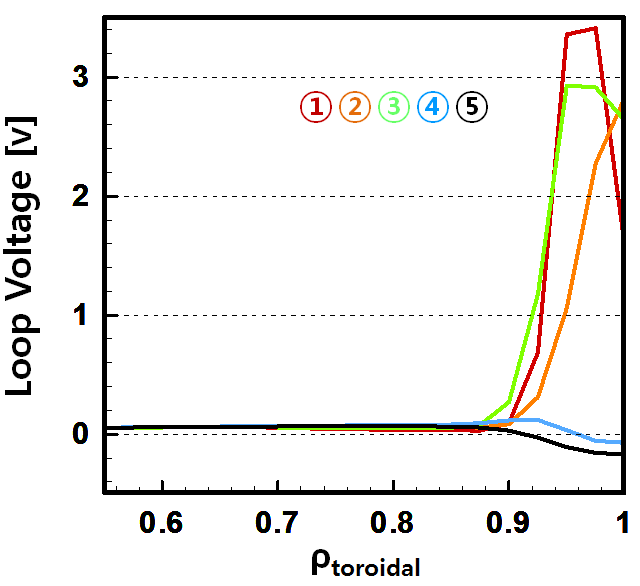 3
① ② ③ ④ ⑤
2
1
0
Loop Voltage [v]
0.6 0.7 0.8 0.9 1
ρtoroidal